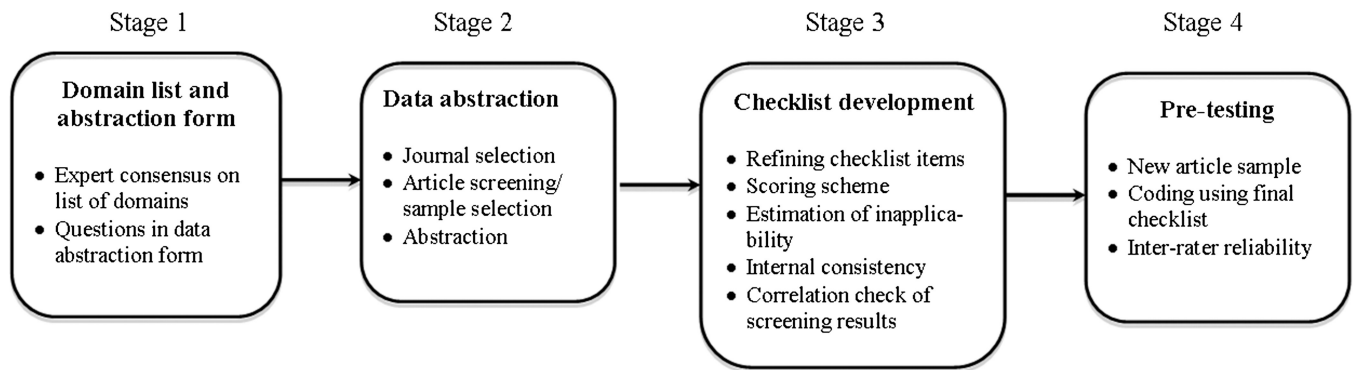 Stage 1
Stage 2
Stage 3
Stage 4
Domain list and
abstraction form
• Expert consensus on
list of domains
• Questions in data
abstraction form
Data abstraction
• Journal selection
• Article screening/
sample selection
• Abstraction
Checklist development
• Refining checklist items
• Scoring scheme
• Estimation of inapplica-
bility
• Internal consistency
• Correlation check of
screening results
Pre-testing
• New article sample
• Coding using final
checklist
• Inter-rater reliability